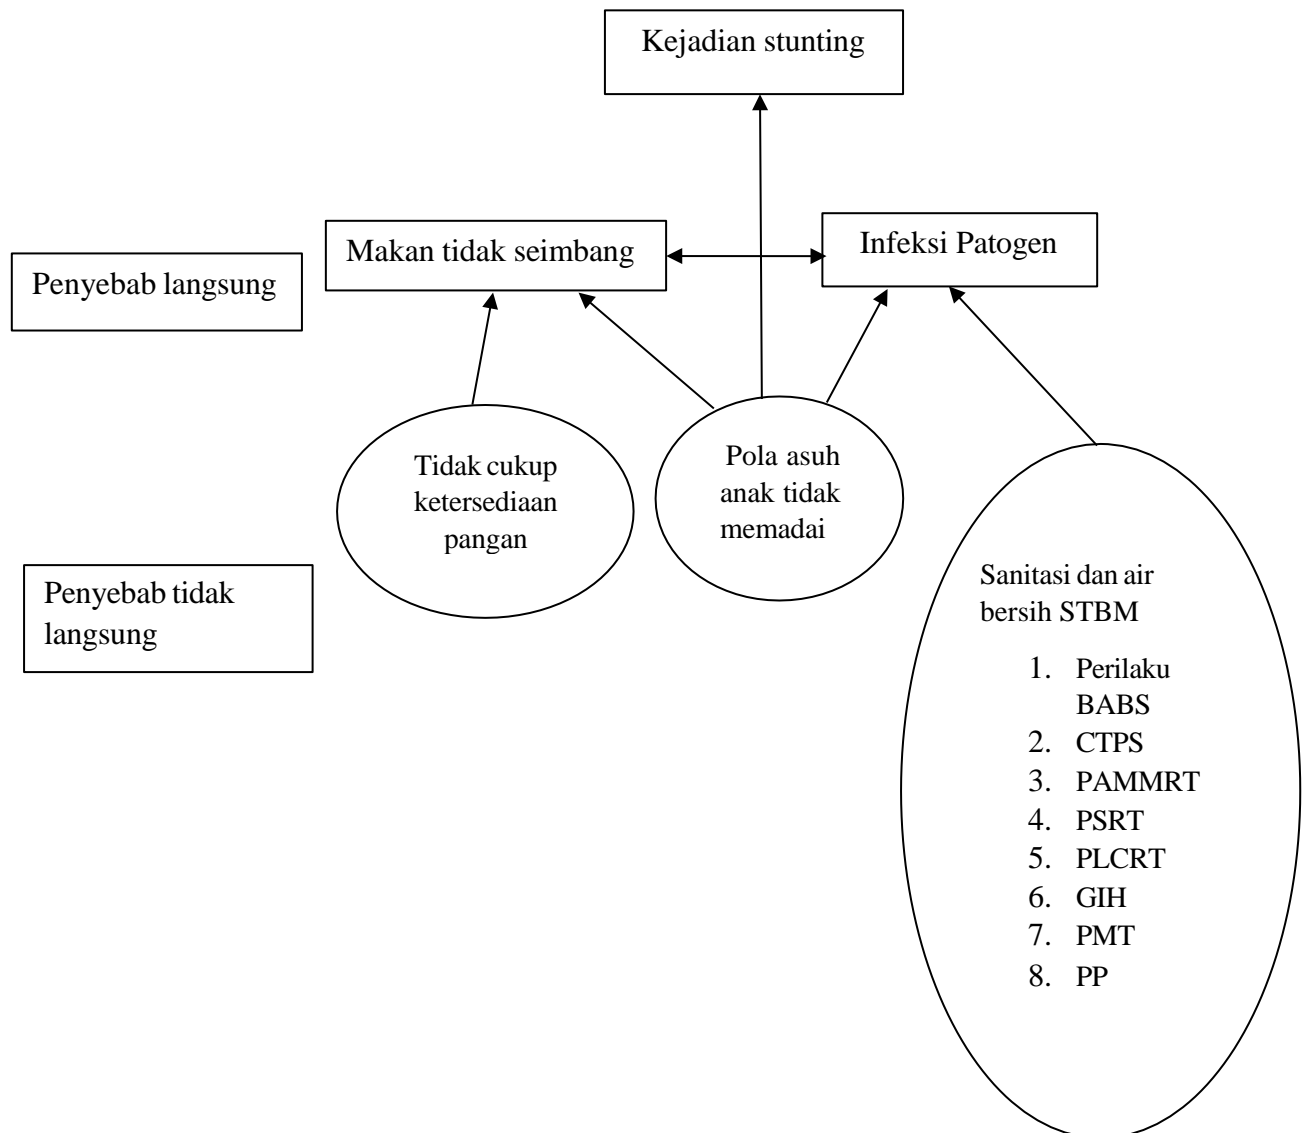 Kejadian stunting
Makan tidak seimbang
Infeksi Patogen
Penyebab langsung
Tidak cukup
ketersediaan
pangan
Pola asuh
anak tidak
memadai
Penyebab tidak
langsung
Sanitasi dan air
bersih STBM
1. Perilaku
BABS
2. CTPS
3. PAMMRT
4. PSRT
5. PLCRT
6. GIH
7. PMT
8. PP